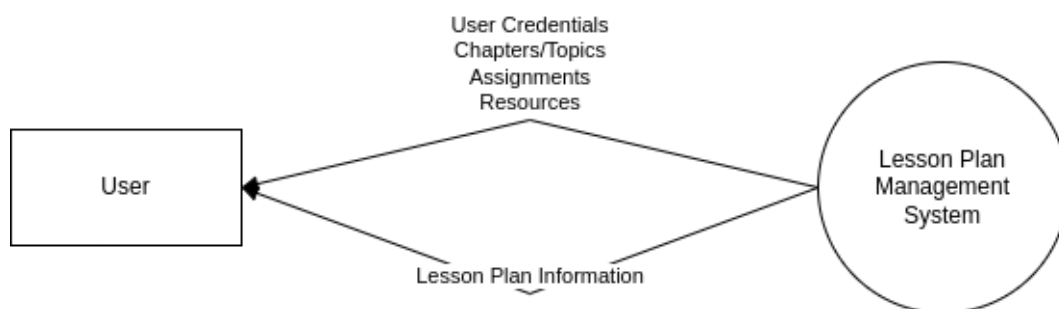 User Credentials
Chapters/Topics
Assignments
Resources
User
Lesson Plan
Management
System
Lesson Plan Information